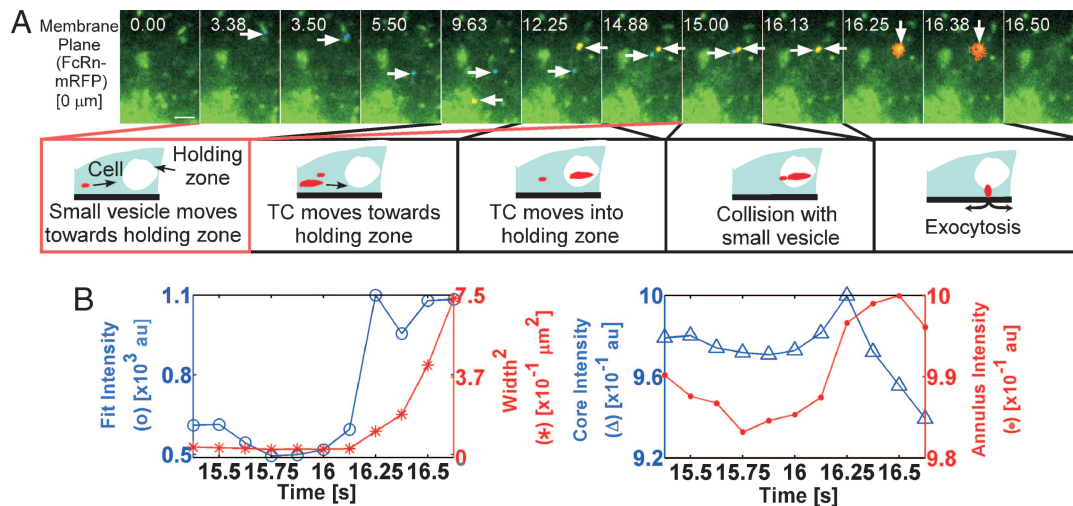 A
Membrane
Plane
(FcRn-
mRFP)
[0 μm]
0.00 3.38 3.50 5.50 9.63 12.25 14.88 15.00 16.13 16.25 16.38 16.50
Cell
Holding
zone
Small vesicle moves
towards holding zone
TC moves towards
holding zone
TC moves into
holding zone
Collision with
small vesicle
Exocytosis
B
Fit Intensity
(o) [x10³ au]
1.1
0.8
0.5
7.5
3.7
0
Width²
(*) [x10⁻¹ μm²]
15.5 15.75 16 16.25 16.5
Time [s]
Core Intensity
(Δ) [x10⁻¹ au]
10
9.6
9.2
10
9.9
9.8
Annulus Intensity
(•) [x10⁻¹ au]
15.5 15.75 16 16.25 16.5
Time [s]